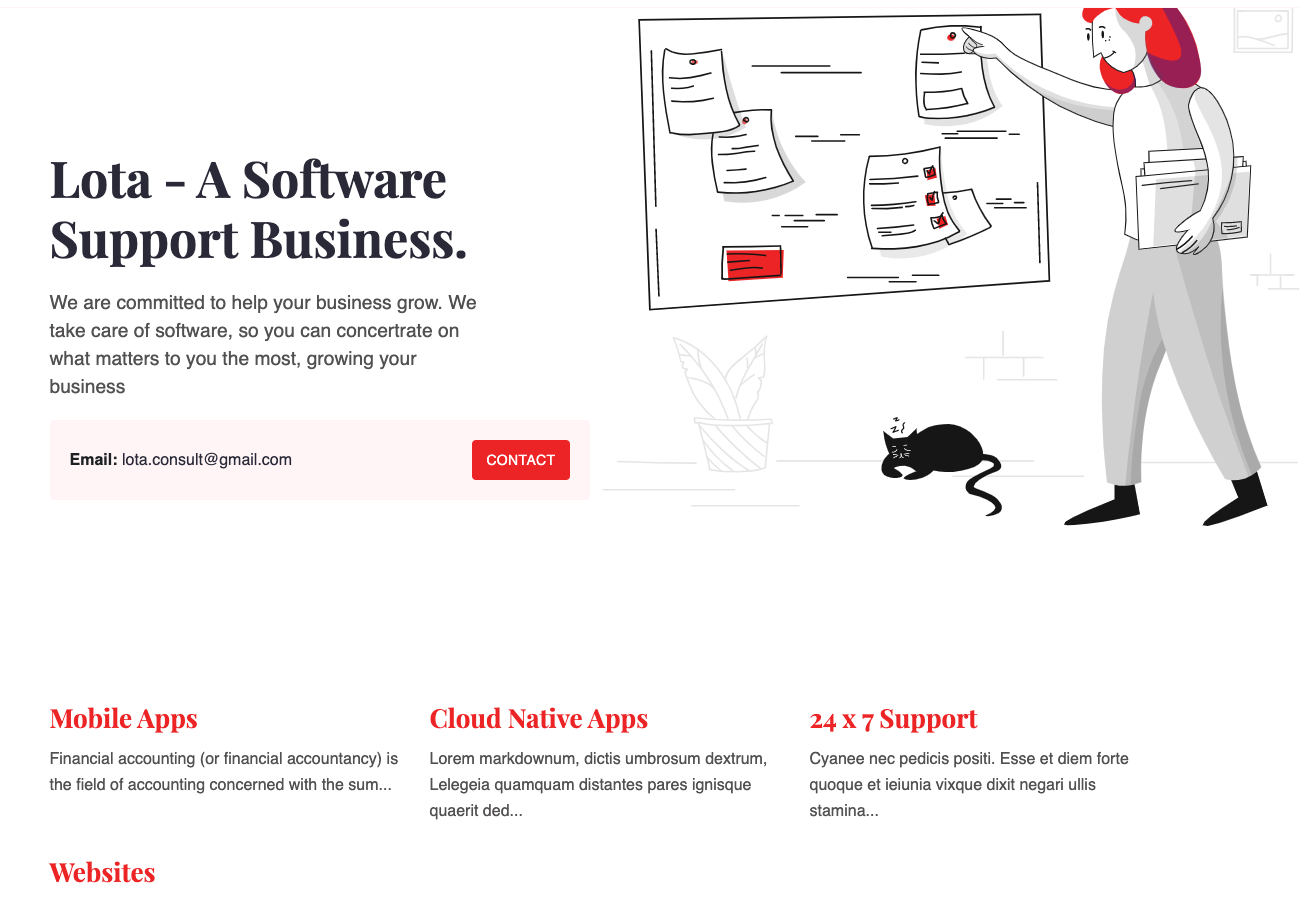 Lota - A Software
Support Business.
We are committed to help your business grow. We
take care of software, so you can concertrate on
what matters to you the most, growing your
business
Email: lota.consult@gmail.com
CONTACT
z
z
Mobile Apps
Financial accounting (or financial accountancy) is
the field of accounting concerned with the sum...
Cloud Native Apps
Lorem markdownum, dictis umbrosum dextrum,
Lelegeia quamquam distantes pares ignisque
quaerit ded...
24 x 7 Support
Cyanee nec pedicis positi. Esse et diem forte
quoque et ieiunia vixque dixit negari ullis
stamina...
Websites